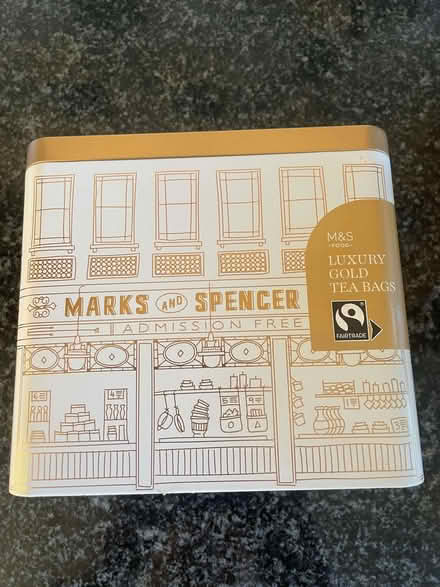 M&S
FOOD
LUXURY
GOLD
TEA BAGS
FAIRTRADE
MARKS AND SPENCER
ADMISSION FREE